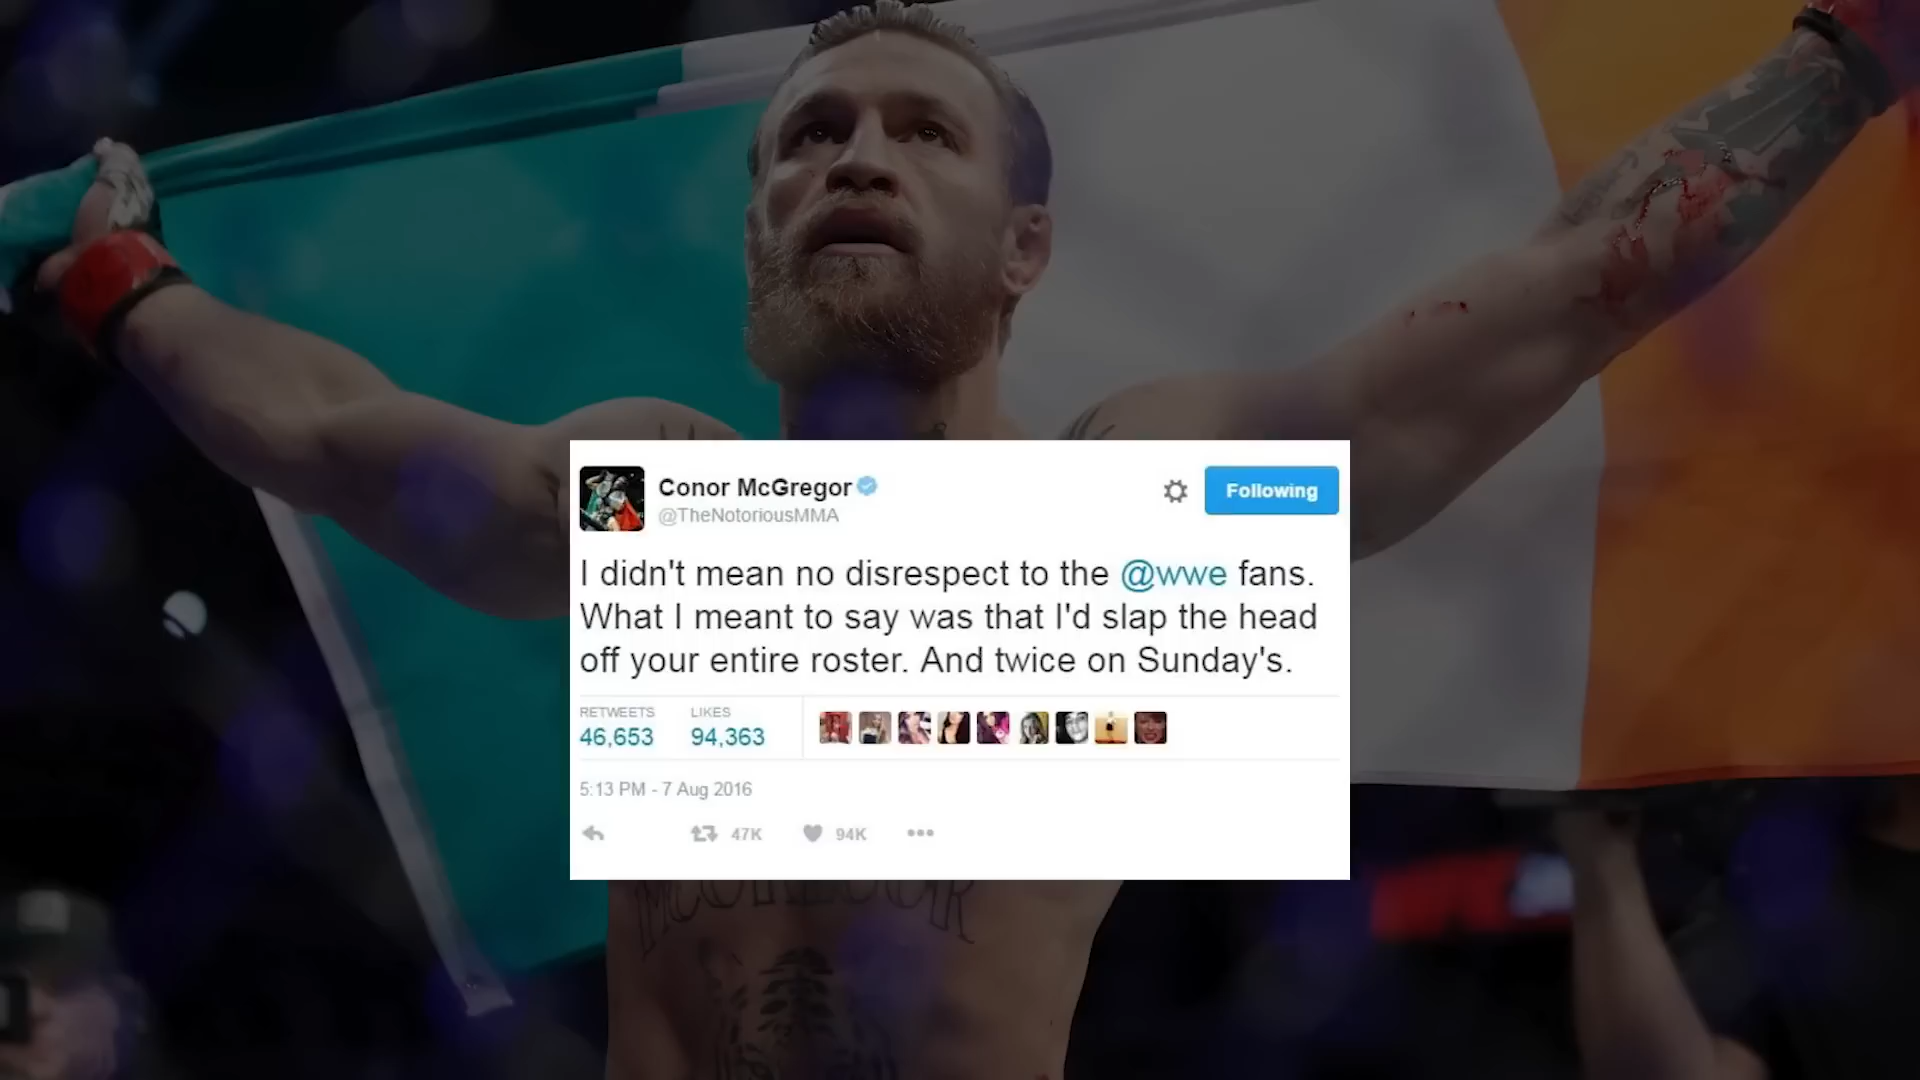 Conor McGregor
@TheNotoriousMMA
Following
I didn't mean no disrespect to the @wwe fans.
What I meant to say was that I'd slap the head
off your entire roster. And twice on Sunday's.
RETWEETS
46,653
LIKES
94,363
5:13 PM - 7 Aug 2016
47K
94K
MCGREGOR